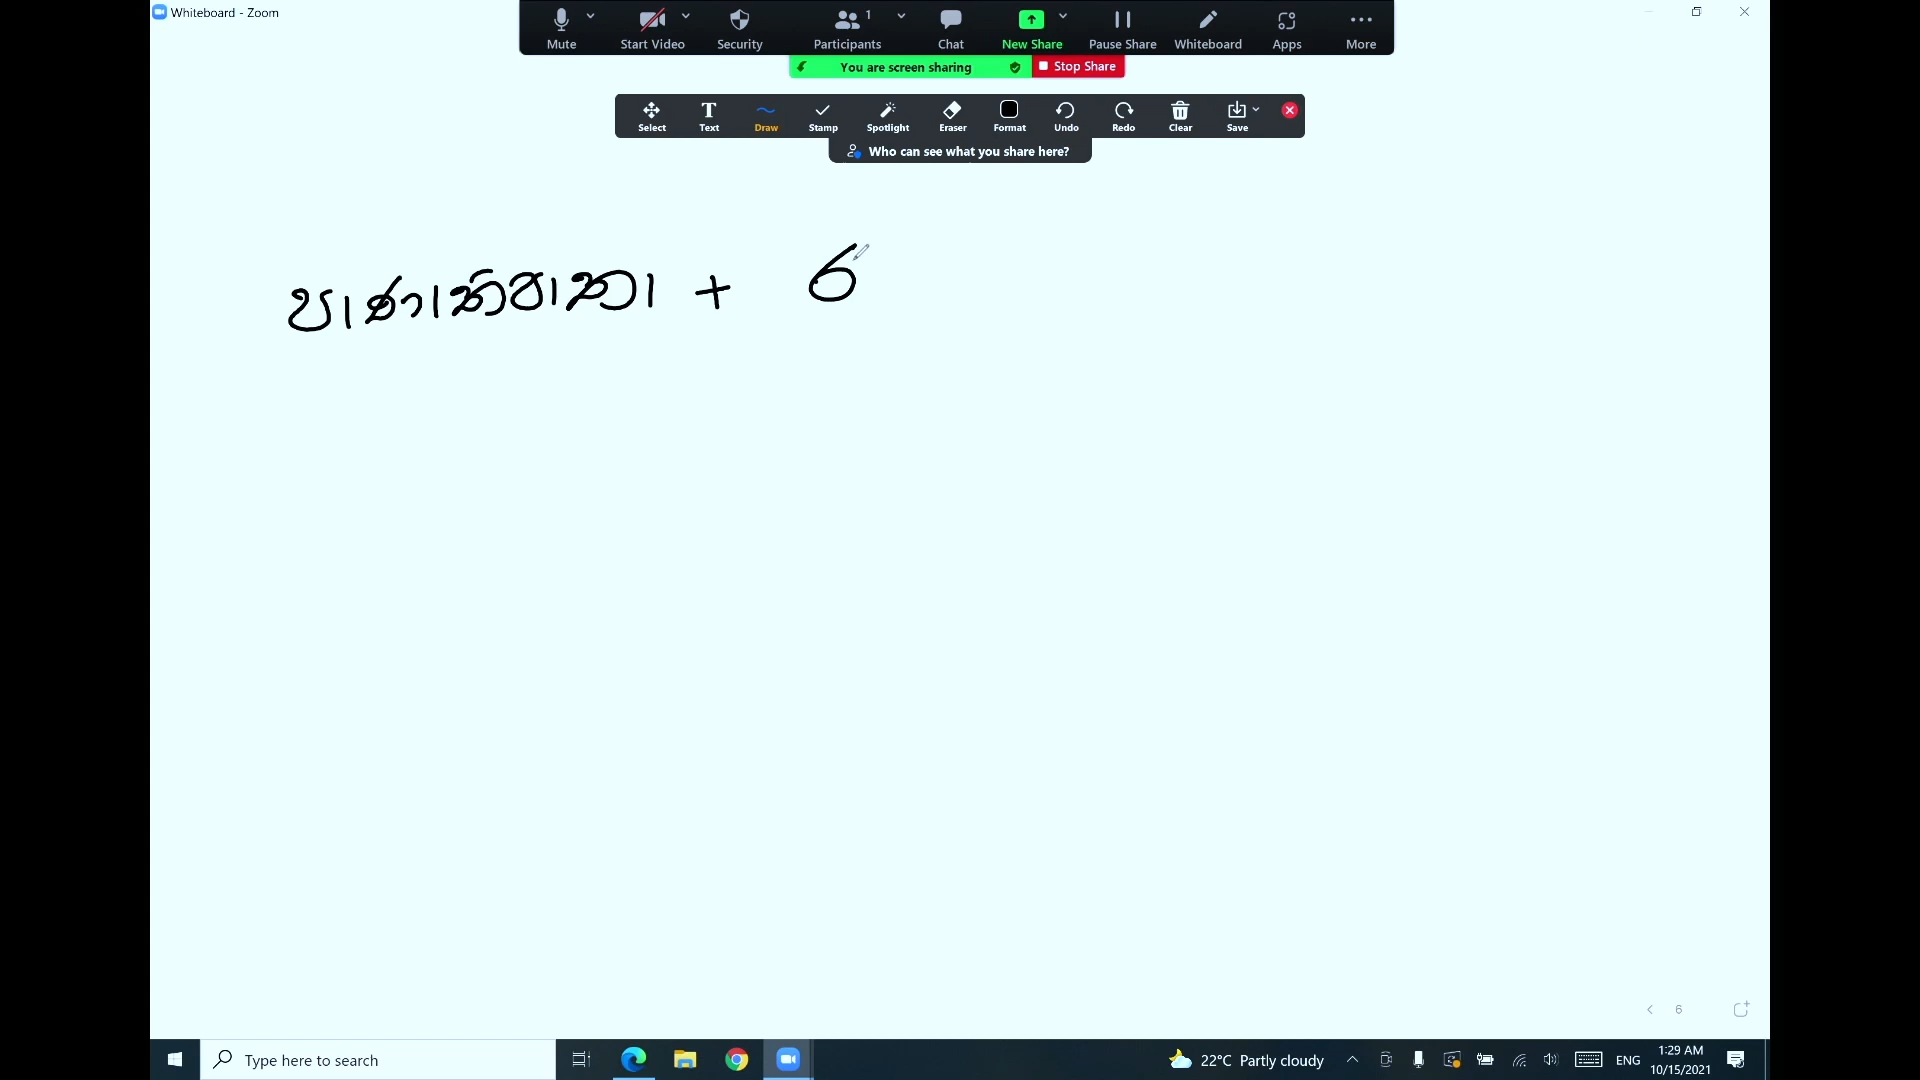 Whiteboard - Zoom
Mute
Start Video
Security
Participants 1
Chat
New Share
Pause Share
Whiteboard
Apps
More
You are screen sharing
Stop Share
Select
Text
Draw
Stamp
Spotlight
Eraser
Format
Undo
Redo
Clear
Save
Who can see what you share here?
+
6
Type here to search
22°C Partly cloudy
ENG
1:29 AM
10/15/2021